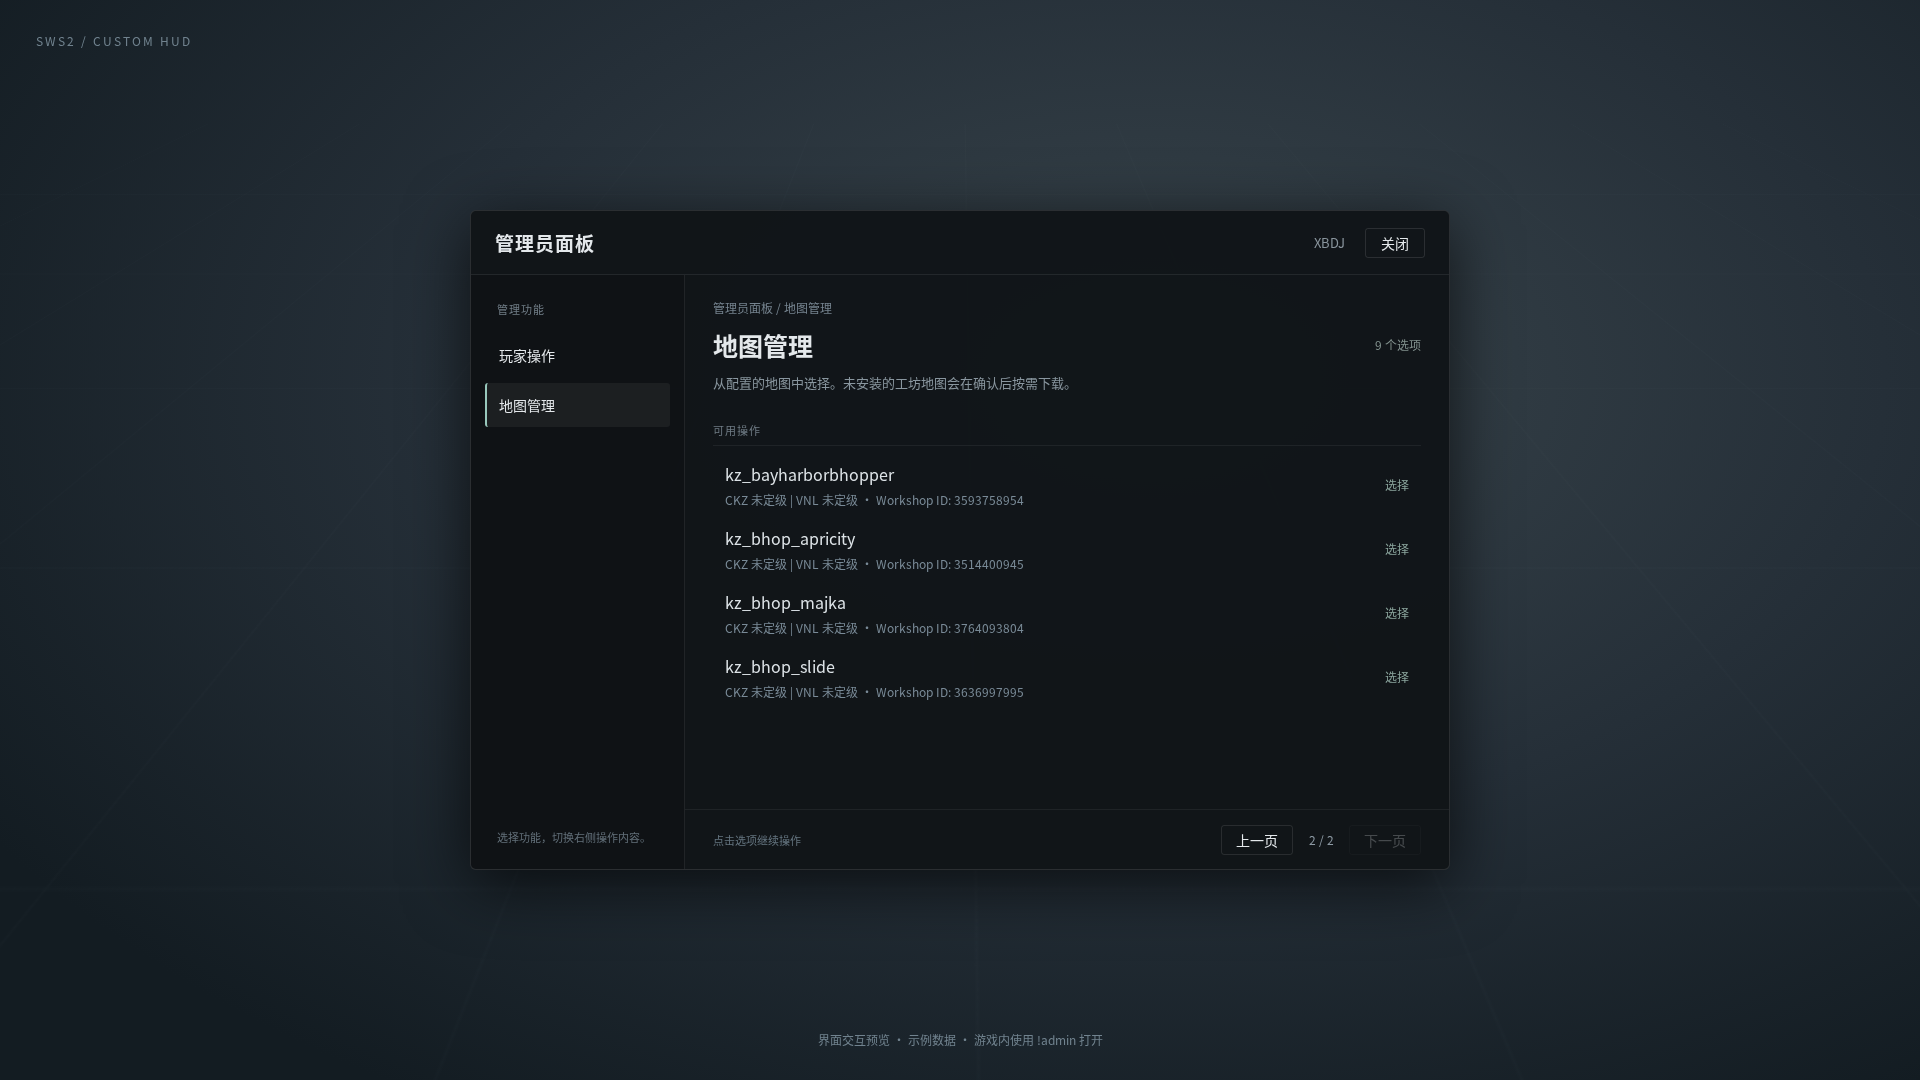 SWS2 / CUSTOM HUD
管理员面板
XBDJ
关闭
管理功能
玩家操作
地图管理
选择功能，切换右侧操作内容。
管理员面板 / 地图管理
地图管理
9 个选项
从配置的地图中选择。未安装的工坊地图会在确认后按需下载。
可用操作
kz_bayharborbhopper
CKZ 未定级 | VNL 未定级 · Workshop ID: 3593758954
选择
kz_bhop_apricity
CKZ 未定级 | VNL 未定级 · Workshop ID: 3514400945
选择
kz_bhop_majka
CKZ 未定级 | VNL 未定级 · Workshop ID: 3764093804
选择
kz_bhop_slide
CKZ 未定级 | VNL 未定级 · Workshop ID: 3636997995
选择
点击选项继续操作
上一页
2 / 2
下一页
界面交互预览 · 示例数据 · 游戏内使用 !admin 打开